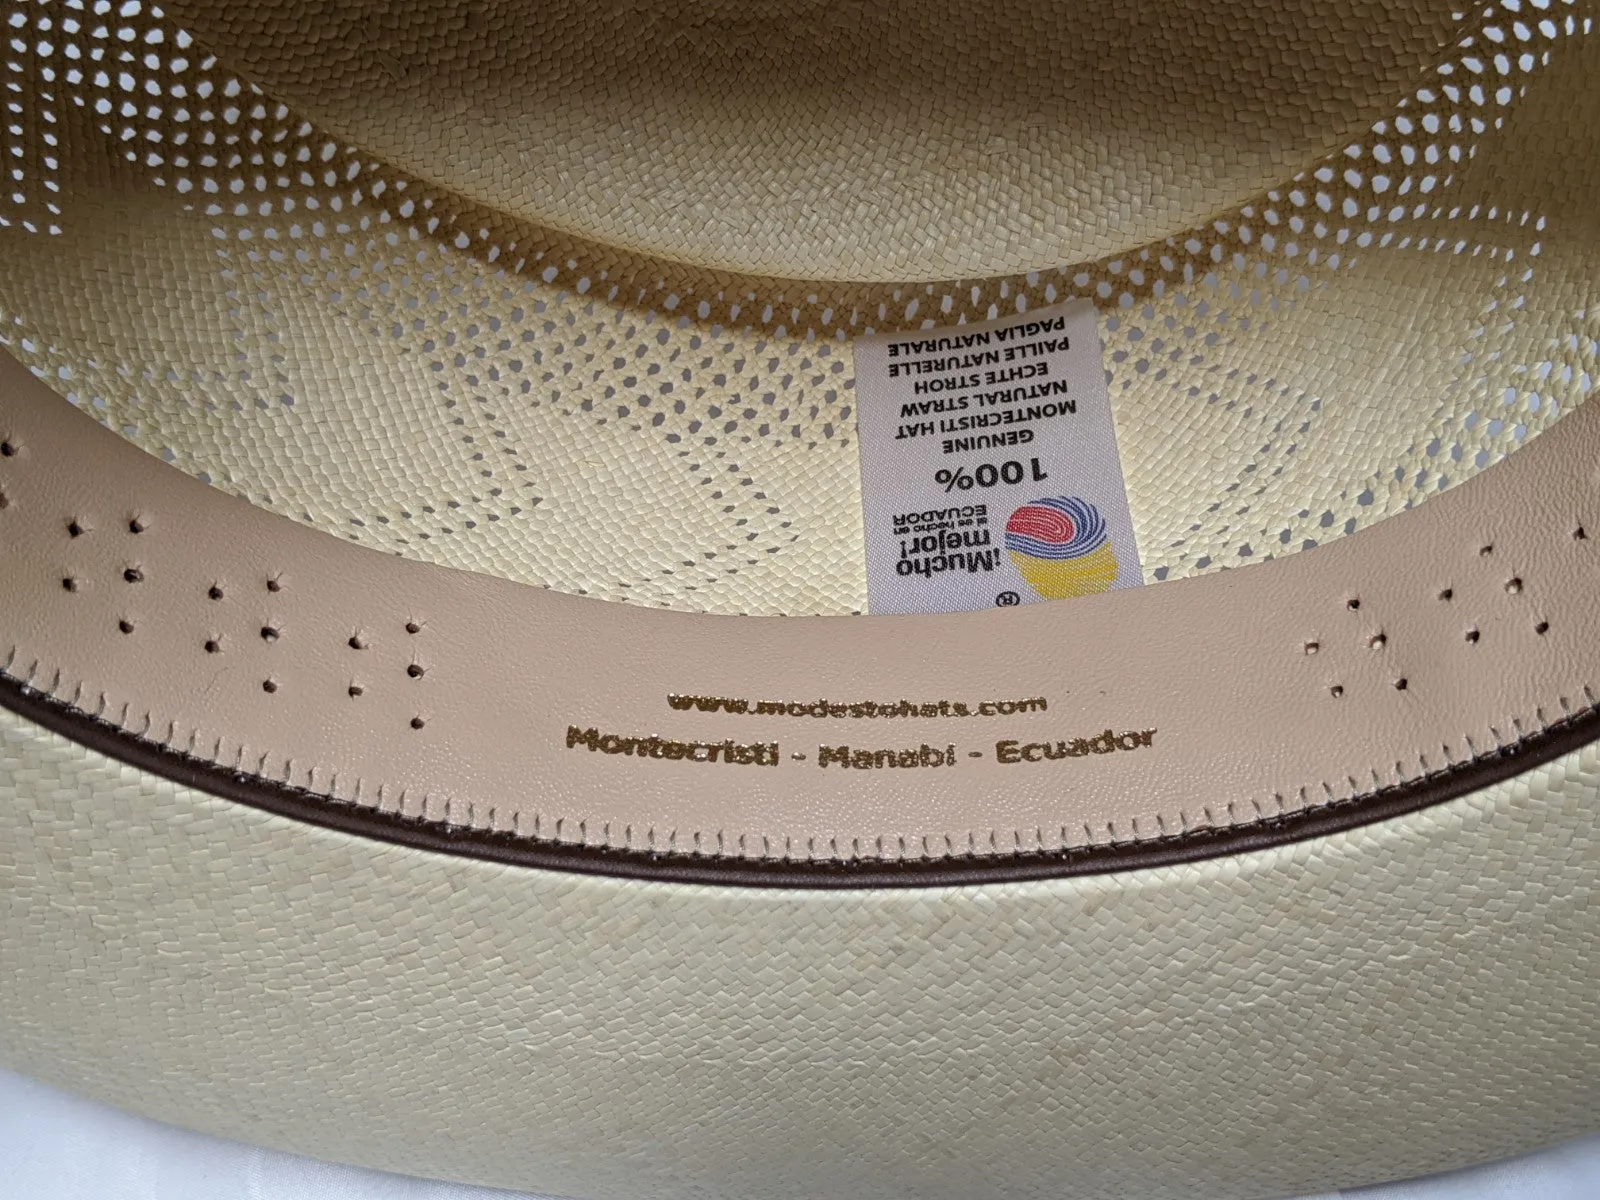 www.modestohats.com
Montecristi - Manabí - Ecuador
®
¡Mucho
mejor!
si es hecho en
ECUADOR
100%
GENUINE
MONTECRISTI HAT
NATURAL STRAW
ECHTE STROH
PAILLE NATURELLE
PAGLIA NATURALE